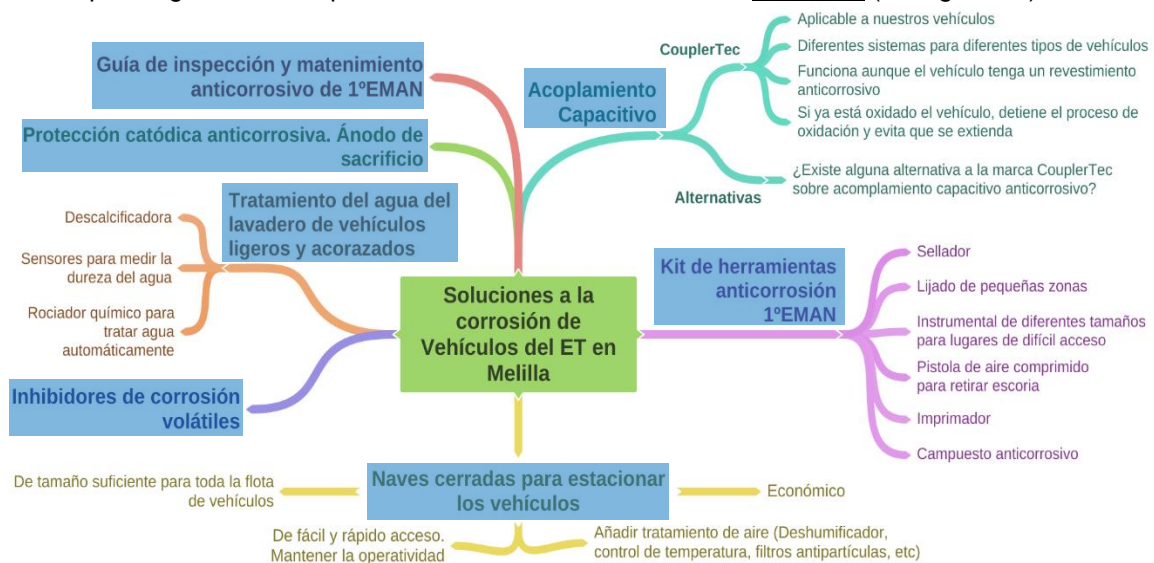 Guía de inspección y matenimiento
anticorrosivo de 1ºEMAN
Protección catódica anticorrosiva. Ánodo de
sacrificio
Tratamiento del agua del
lavadero de vehículos
ligeros y acorazados
Descalcificadora
Sensores para medir la
dureza del agua
Rociador químico para
tratar agua
automáticamente
Inhibidores de corrosión
volátiles
Soluciones a la
corrosión de
Vehículos del ET en
Melilla
Acoplamiento
Capacitivo
CouplerTec
Aplicable a nuestros vehículos
Diferentes sistemas para diferentes tipos de vehículos
Funciona aunque el vehículo tenga un revestimiento
anticorrosivo
Si ya está oxidado el vehículo, detiene el proceso de
oxidación y evita que se extienda
Alternativas
¿Existe alguna alternativa a la marca CouplerTec
sobre acomplamiento capacitivo anticorrosivo?
Kit de herramientas
anticorrosión
1ºEMAN
Sellador
Lijado de pequeñas zonas
Instrumental de diferentes tamaños
para lugares de difícil acceso
Pistola de aire comprimido
para retirar escoria
Imprimador
Campuesto anticorrosivo
Naves cerradas para estacionar
los vehículos
De tamaño suficiente para toda la flota
de vehículos
Económico
De fácil y rápido acceso.
Mantener la operatividad
Añadir tratamiento de aire (Deshumificador,
control de temperatura, filtros antipartículas, etc)